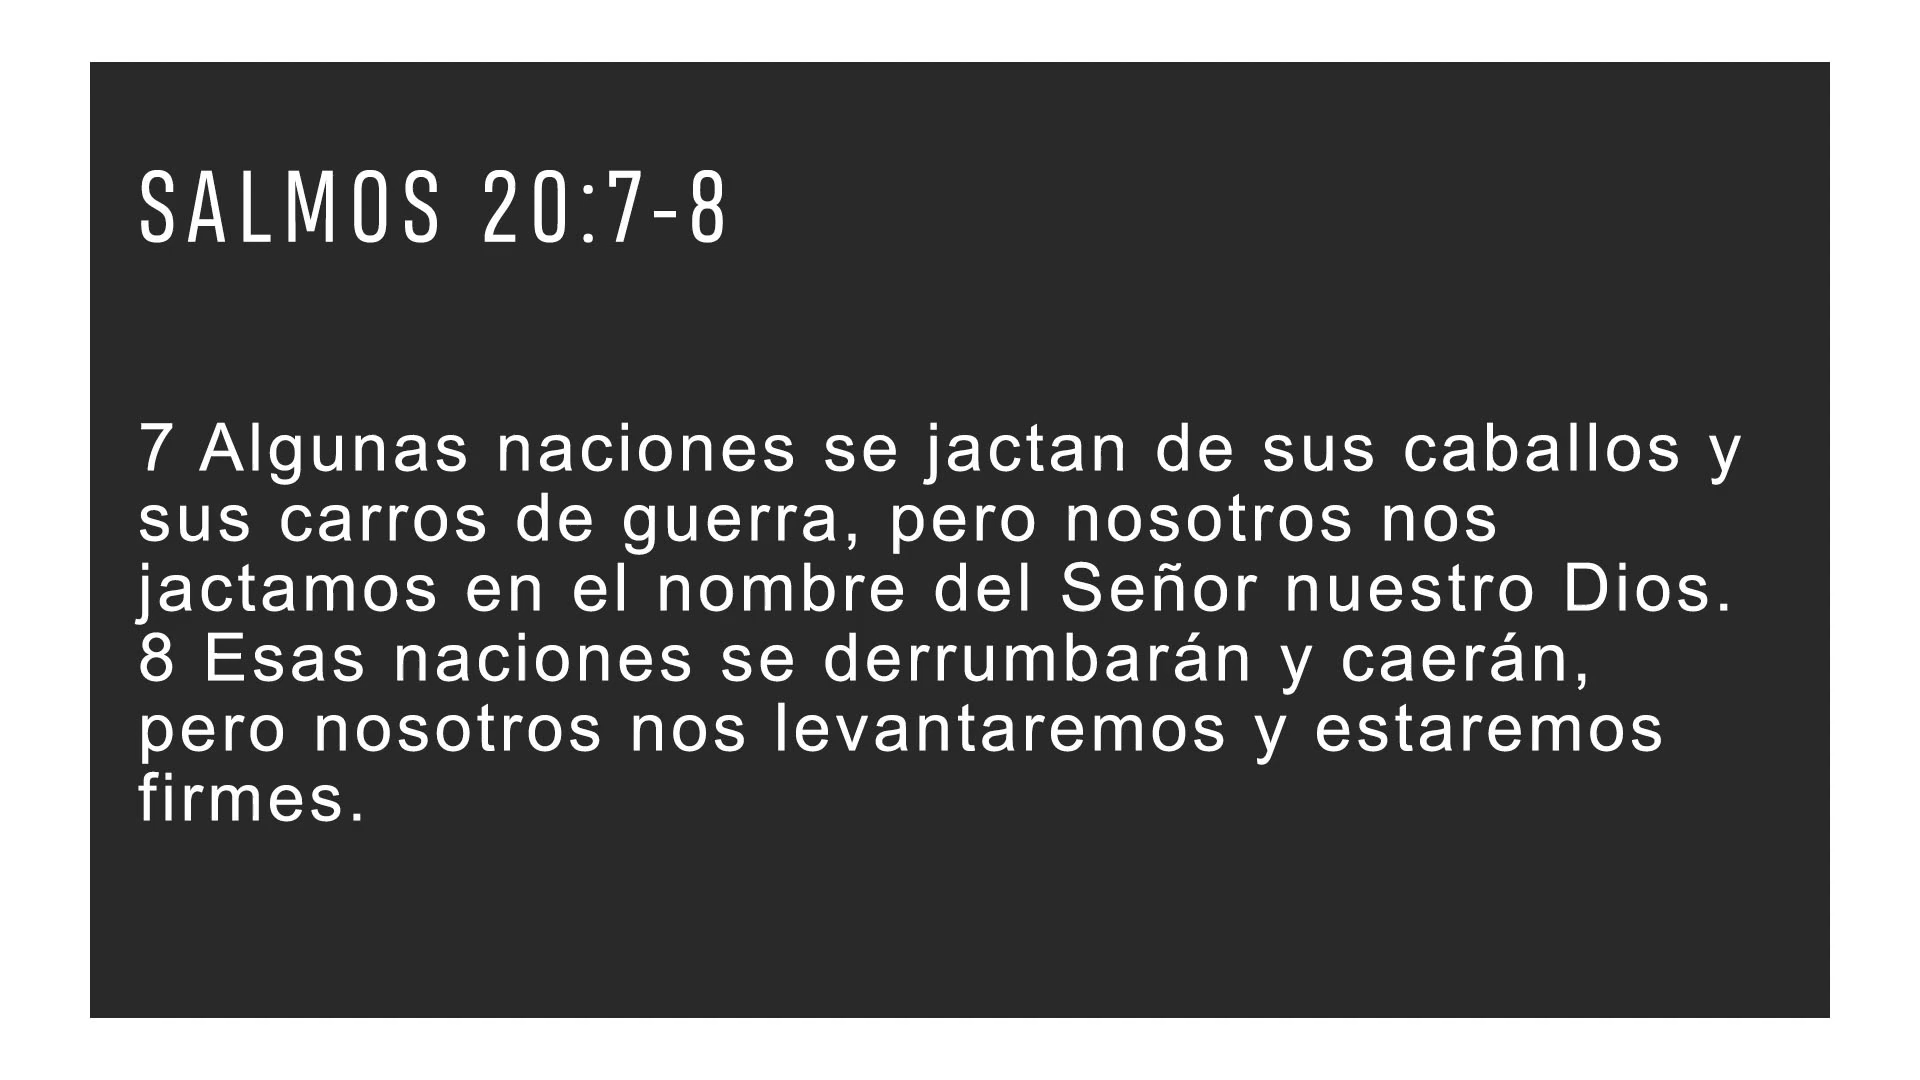 SALMOS 20:7-8
7 Algunas naciones se jactan de sus caballos y
sus carros de guerra, pero nosotros nos
jactamos en el nombre del Señor nuestro Dios.
8 Esas naciones se derrumbarán y caerán,
pero nosotros nos levantaremos y estaremos
firmes.